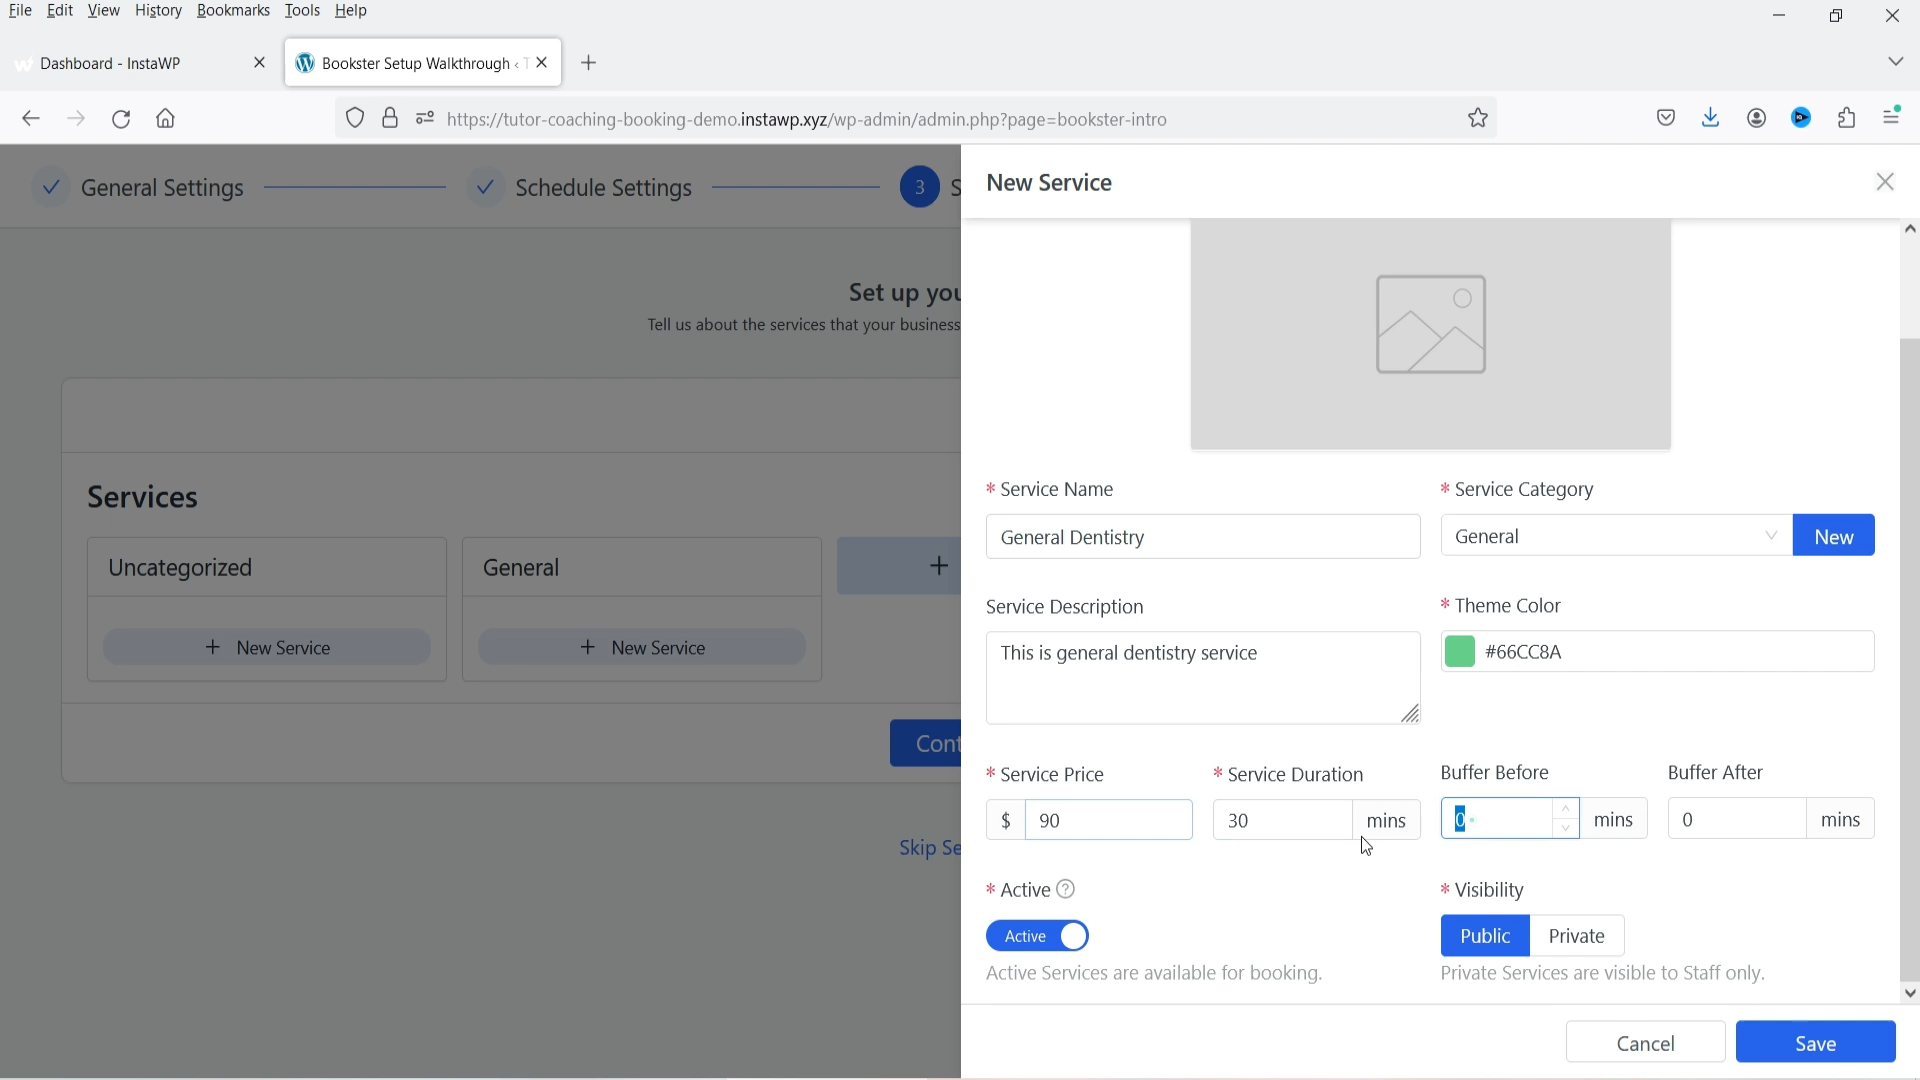 File Edit View History Bookmarks Tools Help
Dashboard - InstaWP
Bookster Setup Walkthrough ‹
https://tutor-coaching-booking-demo.instawp.xyz/wp-admin/admin.php?page=bookster-intro
General Settings
Schedule Settings
3
New Service
Set up you
Tell us about the services that your business
Services
Uncategorized
General
+
+ New Service
+ New Service
Cont
Skip Se
* Service Name
* Service Category
General Dentistry
General
New
Service Description
* Theme Color
This is general dentistry service
#66CC8A
* Service Price
* Service Duration
Buffer Before
Buffer After
$ 90
30 mins
0 mins
0 mins
* Active ?
* Visibility
Active
Public
Private
Active Services are available for booking.
Private Services are visible to Staff only.
Cancel
Save